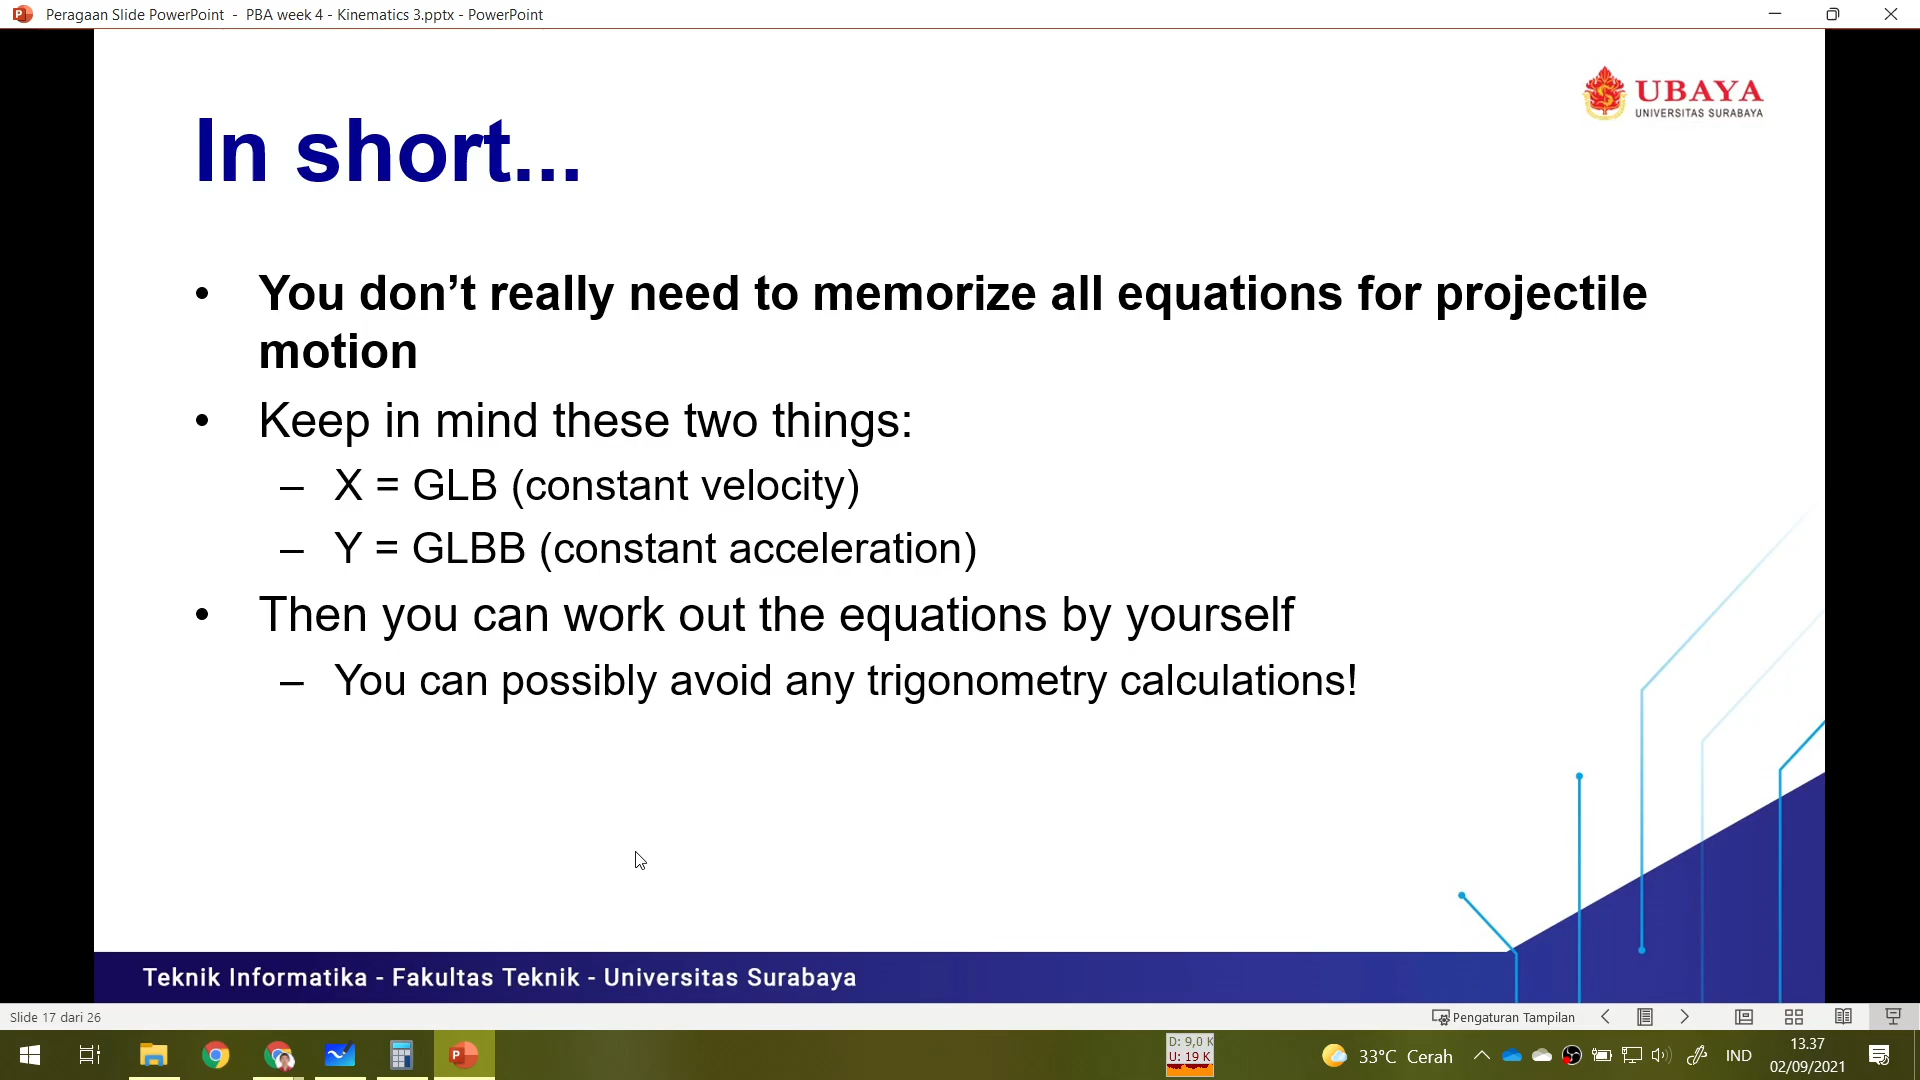 Peragaan Slide PowerPoint - PBA week 4 - Kinematics 3.pptx - PowerPoint
UBAYA
UNIVERSITAS SURABAYA
In short...
• You don’t really need to memorize all equations for projectile
motion
• Keep in mind these two things:
– X = GLB (constant velocity)
– Y = GLBB (constant acceleration)
• Then you can work out the equations by yourself
– You can possibly avoid any trigonometry calculations!
Teknik Informatika - Fakultas Teknik - Universitas Surabaya
Slide 17 dari 26
Pengaturan Tampilan
D: 9,0 K
U: 19 K
33°C Cerah
IND
13.37
02/09/2021